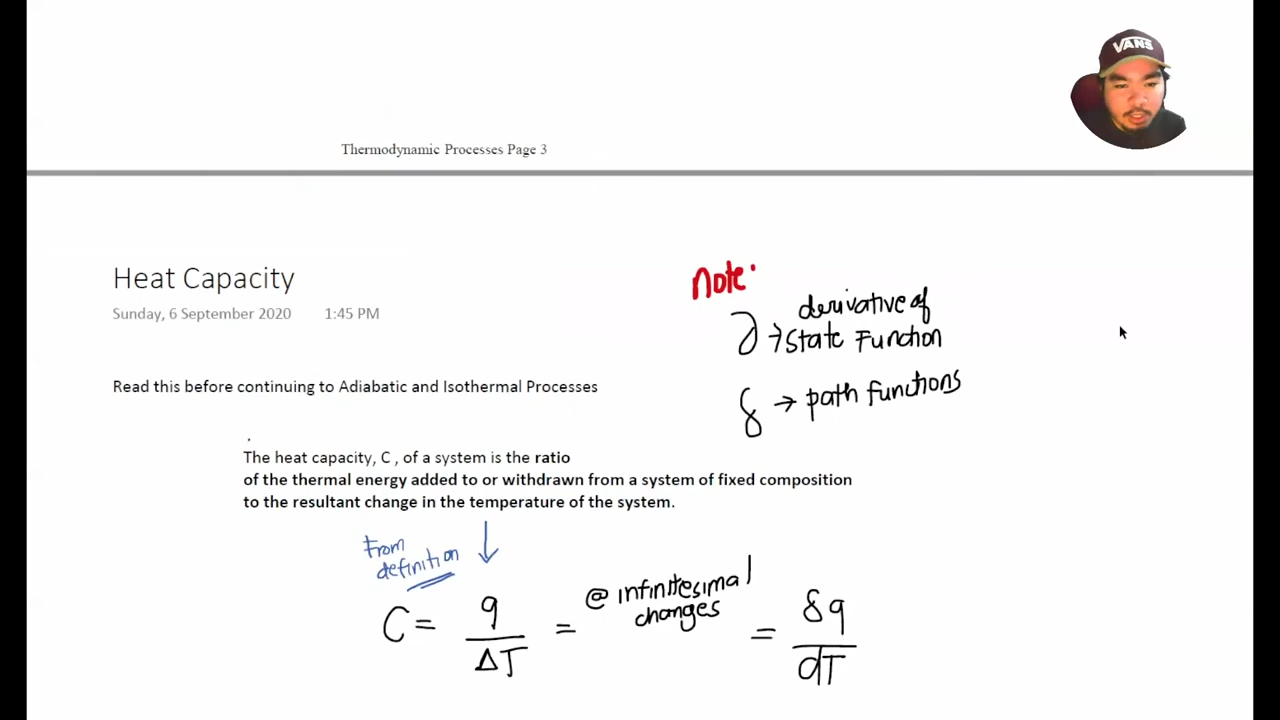 VANS
Thermodynamic Processes Page 3
Heat Capacity
Sunday, 6 September 2020 1:45 PM
note:
∂ → derivative of
State Function
δ → path functions
Read this before continuing to Adiabatic and Isothermal Processes
The heat capacity, C , of a system is the ratio
of the thermal energy added to or withdrawn from a system of fixed composition
to the resultant change in the temperature of the system.
From
definition
C = q / ΔT = @ infinitesimal changes = δq / dT